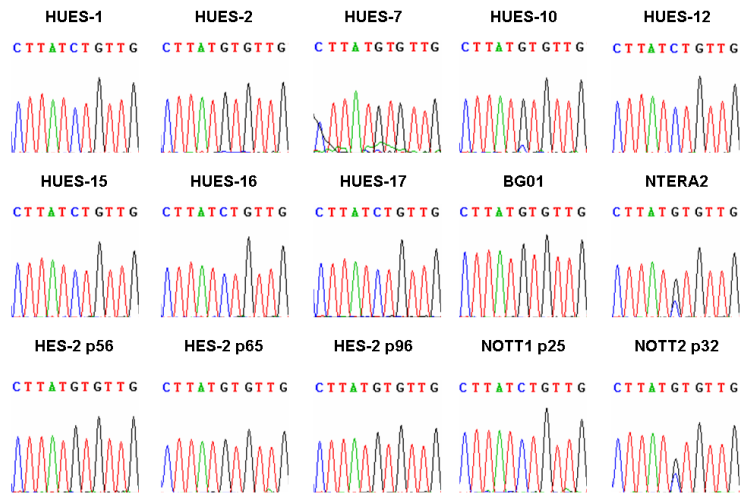 HUES-1 HUES-2 HUES-7 HUES-10 HUES-12
CTTATCTGTTG CTTATGTGTTG CTTATGTGTTG CTTATGTGTTG CTTATCTGTTG
HUES-15 HUES-16 HUES-17 BG01 NTERA2
CTTATCTGTTG CTTATCTGTTG CTTATCTGTTG CTTATGTGTTG CTTATGTGTTG
HES-2 p56 HES-2 p65 HES-2 p96 NOTT1 p25 NOTT2 p32
CTTATGTGTTG CTTATGTGTTG CTTATGTGTTG CTTATCTGTTG CTTATGTGTTG